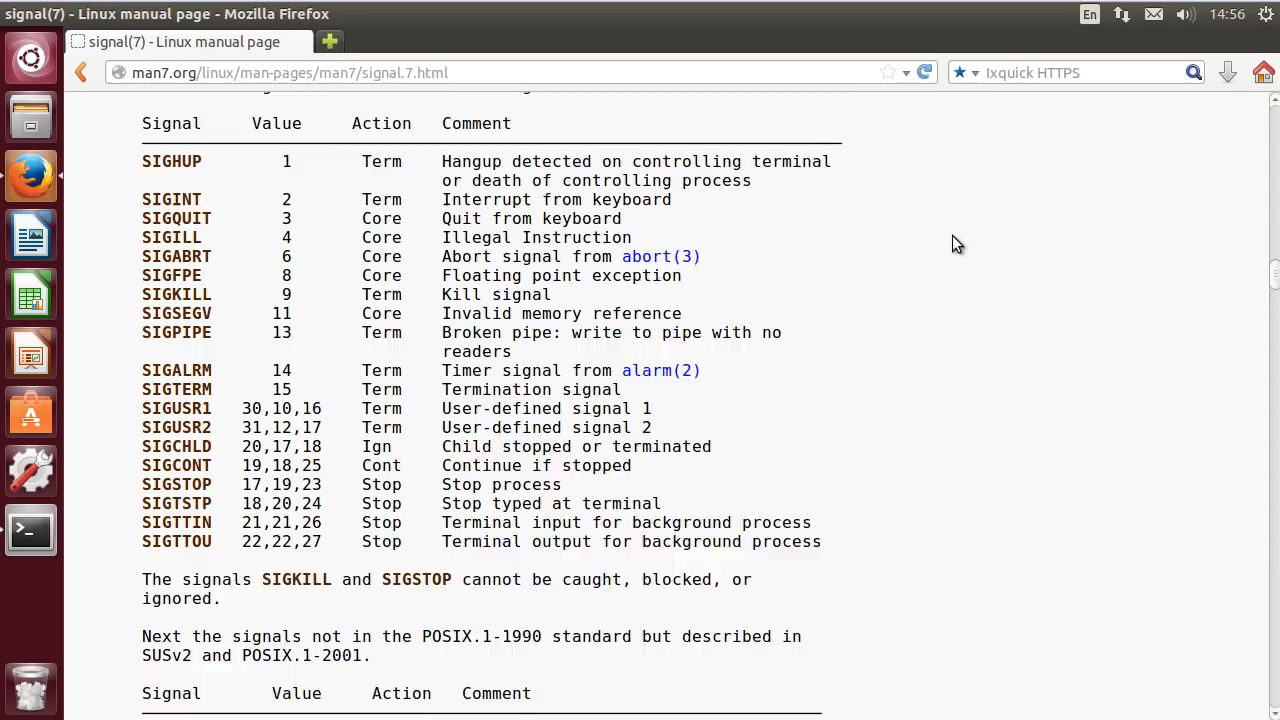 signal(7) - Linux manual page - Mozilla Firefox
En
14:56
signal(7) - Linux manual page
man7.org/linux/man-pages/man7/signal.7.html
Ixquick HTTPS
Signal Value Action Comment
SIGHUP 1 Term Hangup detected on controlling terminal
or death of controlling process
SIGINT 2 Term Interrupt from keyboard
SIGQUIT 3 Core Quit from keyboard
SIGILL 4 Core Illegal Instruction
SIGABRT 6 Core Abort signal from abort(3)
SIGFPE 8 Core Floating point exception
SIGKILL 9 Term Kill signal
SIGSEGV 11 Core Invalid memory reference
SIGPIPE 13 Term Broken pipe: write to pipe with no
readers
SIGALRM 14 Term Timer signal from alarm(2)
SIGTERM 15 Term Termination signal
SIGUSR1 30,10,16 Term User-defined signal 1
SIGUSR2 31,12,17 Term User-defined signal 2
SIGCHLD 20,17,18 Ign Child stopped or terminated
SIGCONT 19,18,25 Cont Continue if stopped
SIGSTOP 17,19,23 Stop Stop process
SIGTSTP 18,20,24 Stop Stop typed at terminal
SIGTTIN 21,21,26 Stop Terminal input for background process
SIGTTOU 22,22,27 Stop Terminal output for background process
The signals SIGKILL and SIGSTOP cannot be caught, blocked, or
ignored.
Next the signals not in the POSIX.1-1990 standard but described in
SUSv2 and POSIX.1-2001.
Signal Value Action Comment